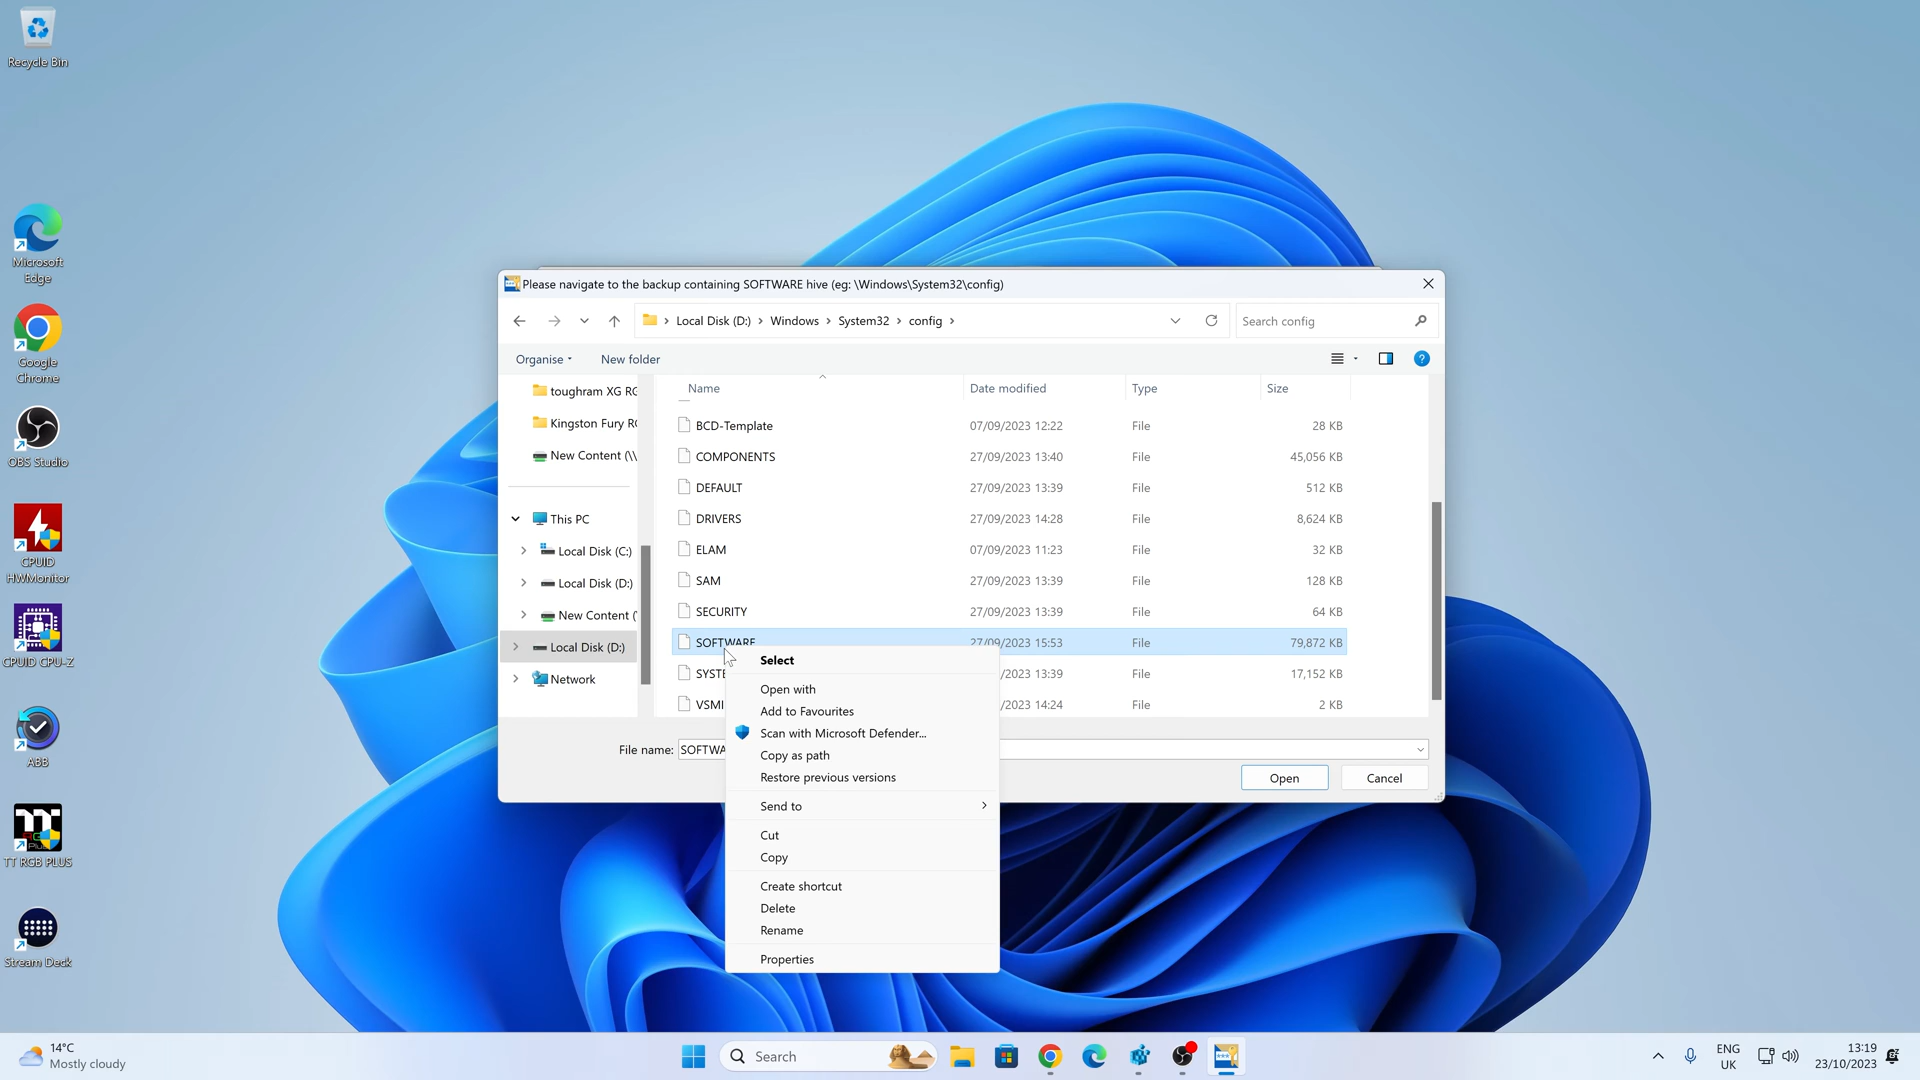 Recycle Bin
Microsoft
Edge
Google
Chrome
OBS Studio
CPUID
HWMonitor
CPUID CPU-Z
ABB
TT RGB PLUS
Stream Deck
Please navigate to the backup containing SOFTWARE hive (eg: \Windows\System32\config)
Local Disk (D:) Windows System32 config
Search config
Organise New folder
toughram XG RG
Kingston Fury RG
New Content (\\
This PC
Local Disk (C:)
Local Disk (D:)
New Content (
Local Disk (D:)
Network
Name Date modified Type Size
BCD-Template 07/09/2023 12:22 File 28 KB
COMPONENTS 27/09/2023 13:40 File 45,056 KB
DEFAULT 27/09/2023 13:39 File 512 KB
DRIVERS 27/09/2023 14:28 File 8,624 KB
ELAM 07/09/2023 11:23 File 32 KB
SAM 27/09/2023 13:39 File 128 KB
SECURITY 27/09/2023 13:39 File 64 KB
SOFTWARE 27/09/2023 15:53 File 79,872 KB
SYSTE /2023 13:39 File 17,152 KB
VSMI /2023 14:24 File 2 KB
File name: SOFTWA
Open Cancel
Select
Open with
Add to Favourites
Scan with Microsoft Defender...
Copy as path
Restore previous versions
Send to
Cut
Copy
Create shortcut
Delete
Rename
Properties
14°C
Mostly cloudy
Search
ENG
UK
13:19
23/10/2023